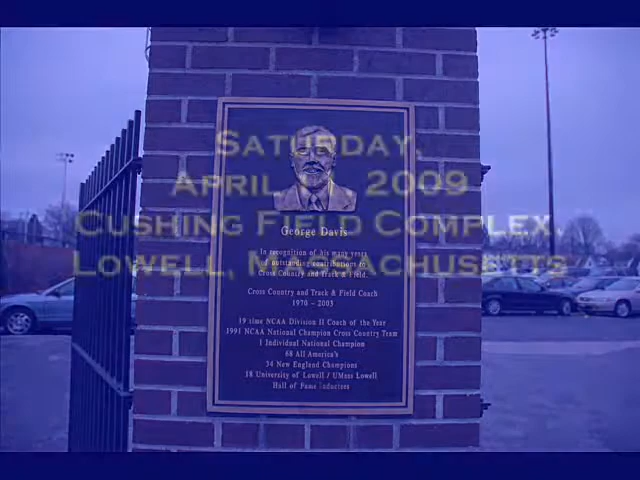 Saturday,
April 2009
Cushing Field Complex,
Lowell, Massachusetts
George Davis
In recognition of his many years
of outstanding contributions to
Cross Country and Track & Field.
Cross Country and Track & Field Coach
1970 - 2003
19 time NCAA Division II Coach of the Year
1991 NCAA National Champion Cross Country Team
1 Individual National Champion
68 All America's
34 New England Champions
18 University of Lowell / UMass Lowell
Hall of Fame Inductees